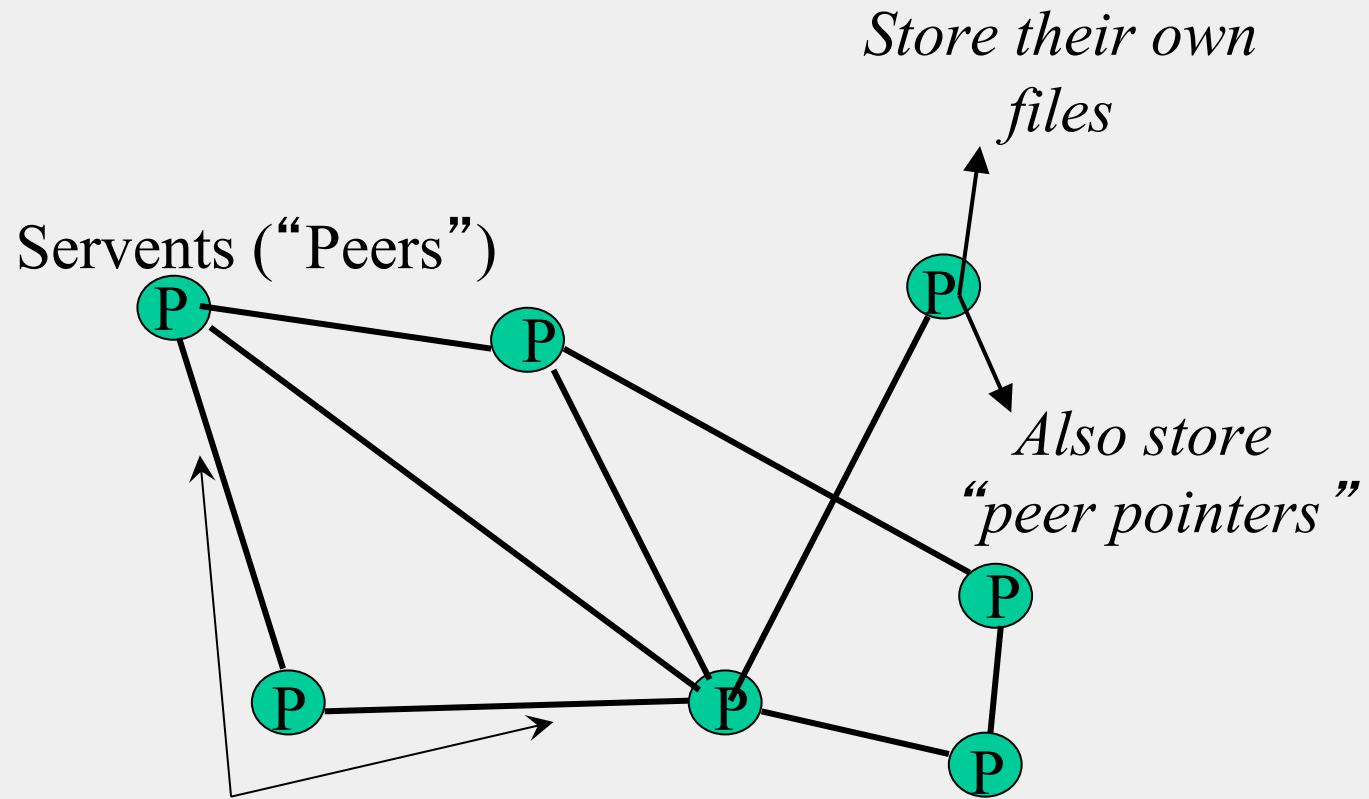 Store their own
files
Servents (“Peers”)
P
P
P
Also store
“peer pointers”
P
P
P
P